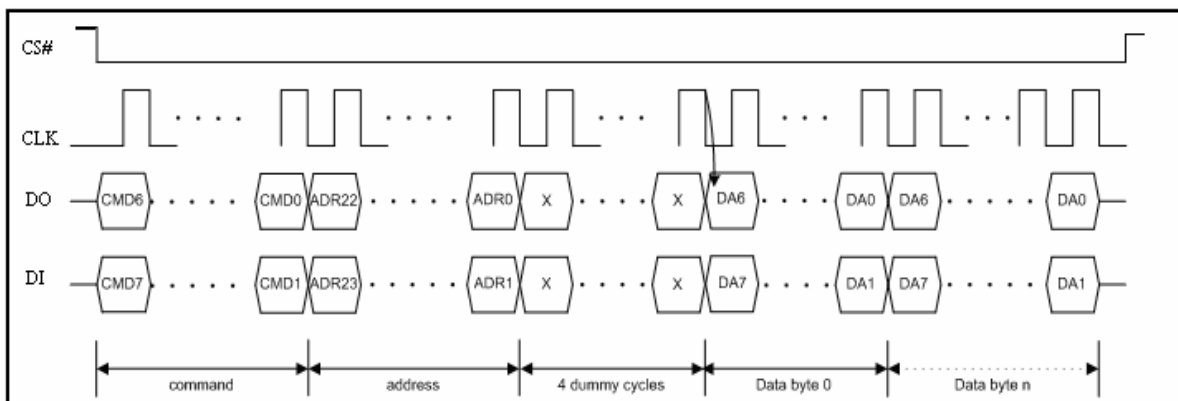 CS#
CLK
DO CMD6 CMD0 ADR22 ADR0 X X DA6 DA0 DA6 DA0
DI CMD7 CMD1 ADR23 ADR1 X X DA7 DA1 DA7 DA1
command address 4 dummy cycles Data byte 0 Data byte n